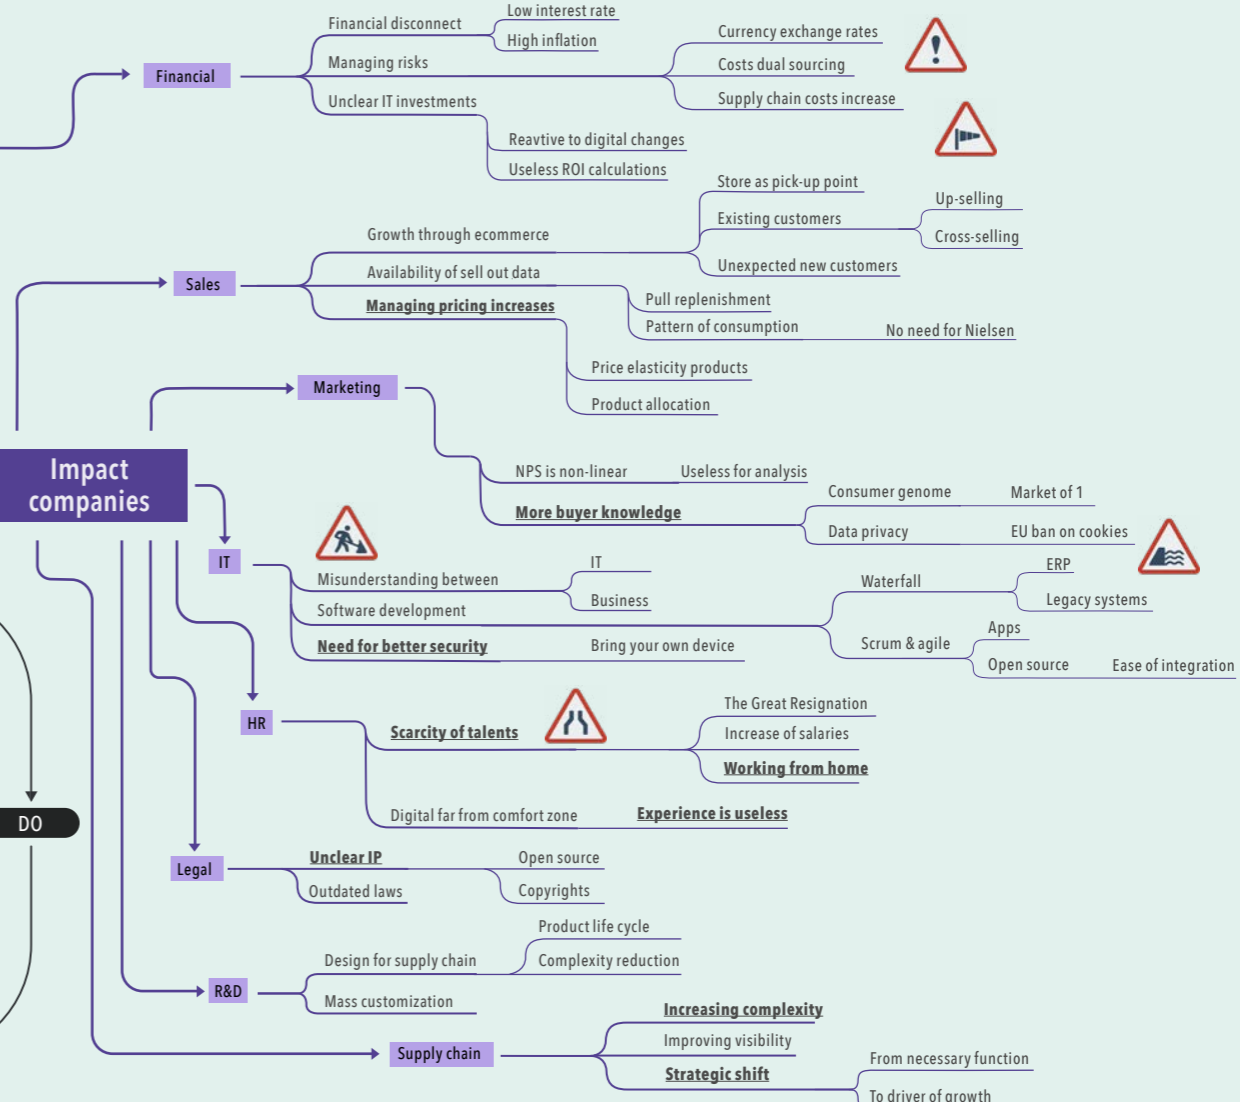 Financial
Financial disconnect
Low interest rate
High inflation
Managing risks
Currency exchange rates
Costs dual sourcing
Supply chain costs increase
Unclear IT investments
Reavtive to digital changes
Useless ROI calculations
Sales
Growth through ecommerce
Store as pick-up point
Existing customers
Up-selling
Cross-selling
Unexpected new customers
Availability of sell out data
Pull replenishment
Pattern of consumption
No need for Nielsen
Managing pricing increases
Price elasticity products
Product allocation
Marketing
NPS is non-linear
Useless for analysis
More buyer knowledge
Consumer genome
Market of 1
Data privacy
EU ban on cookies
Impact
companies
IT
Misunderstanding between
IT
Business
Software development
Waterfall
ERP
Legacy systems
Scrum & agile
Apps
Open source
Ease of integration
Need for better security
Bring your own device
HR
Scarcity of talents
The Great Resignation
Increase of salaries
Working from home
Digital far from comfort zone
Experience is useless
DO
Legal
Unclear IP
Open source
Copyrights
Outdated laws
R&D
Design for supply chain
Product life cycle
Complexity reduction
Mass customization
Supply chain
Increasing complexity
Improving visibility
Strategic shift
From necessary function
To driver of growth